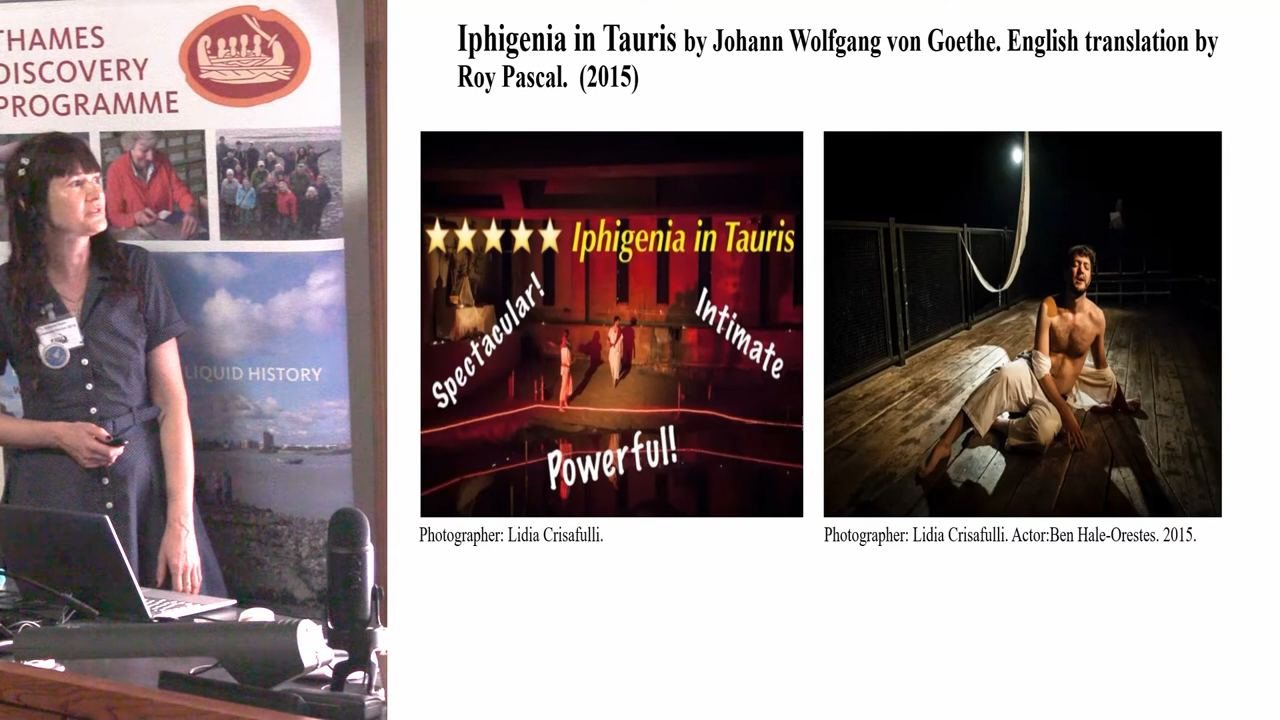 THAMES
DISCOVERY
PROGRAMME
LIQUID HISTORY
Iphigenia in Tauris by Johann Wolfgang von Goethe. English translation by
Roy Pascal. (2015)
Iphigenia in Tauris
Spectacular!
Intimate
Powerful!
Photographer: Lidia Crisafulli.
Photographer: Lidia Crisafulli. Actor:Ben Hale-Orestes. 2015.